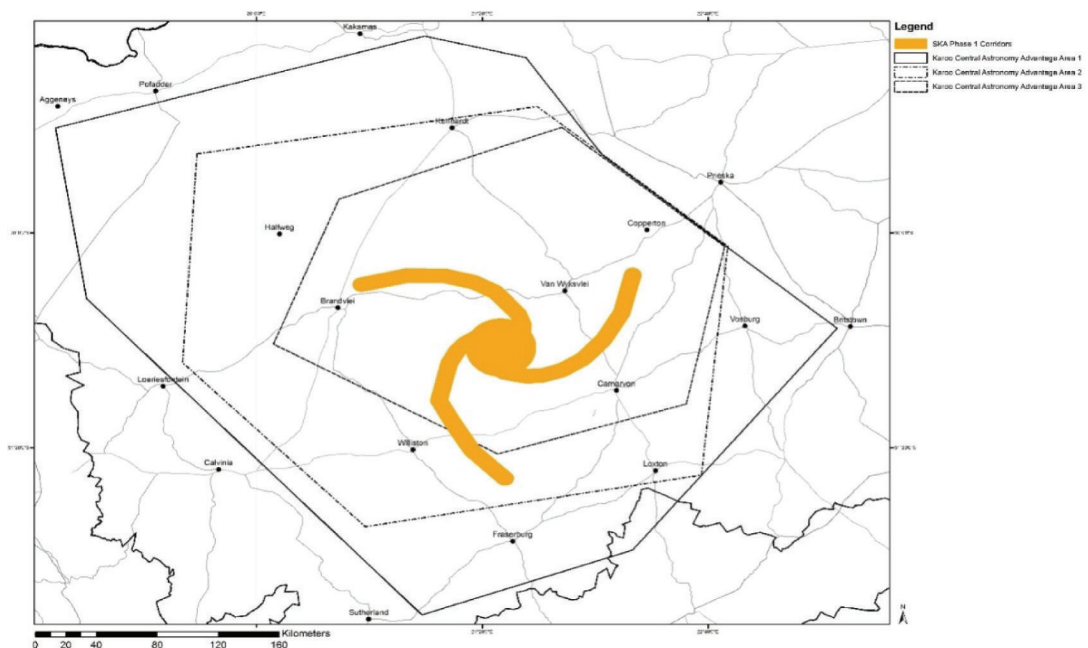 Legend
SKA Phase 1 Corridors
Karoo Central Astronomy Advantage Area 1
Karoo Central Astronomy Advantage Area 2
Karoo Central Astronomy Advantage Area 3
Kakamas
Pofadder
Aggeneys
Kenhardt
Prieska
Copperton
Halfweg
Van Wyksvlei
Brandvlei
Vosburg
Britstown
Loeriesfontein
Carnarvon
Williston
Calvinia
Loxton
Fraserburg
Sutherland
Kilometers
0 20 40 80 120 160
N